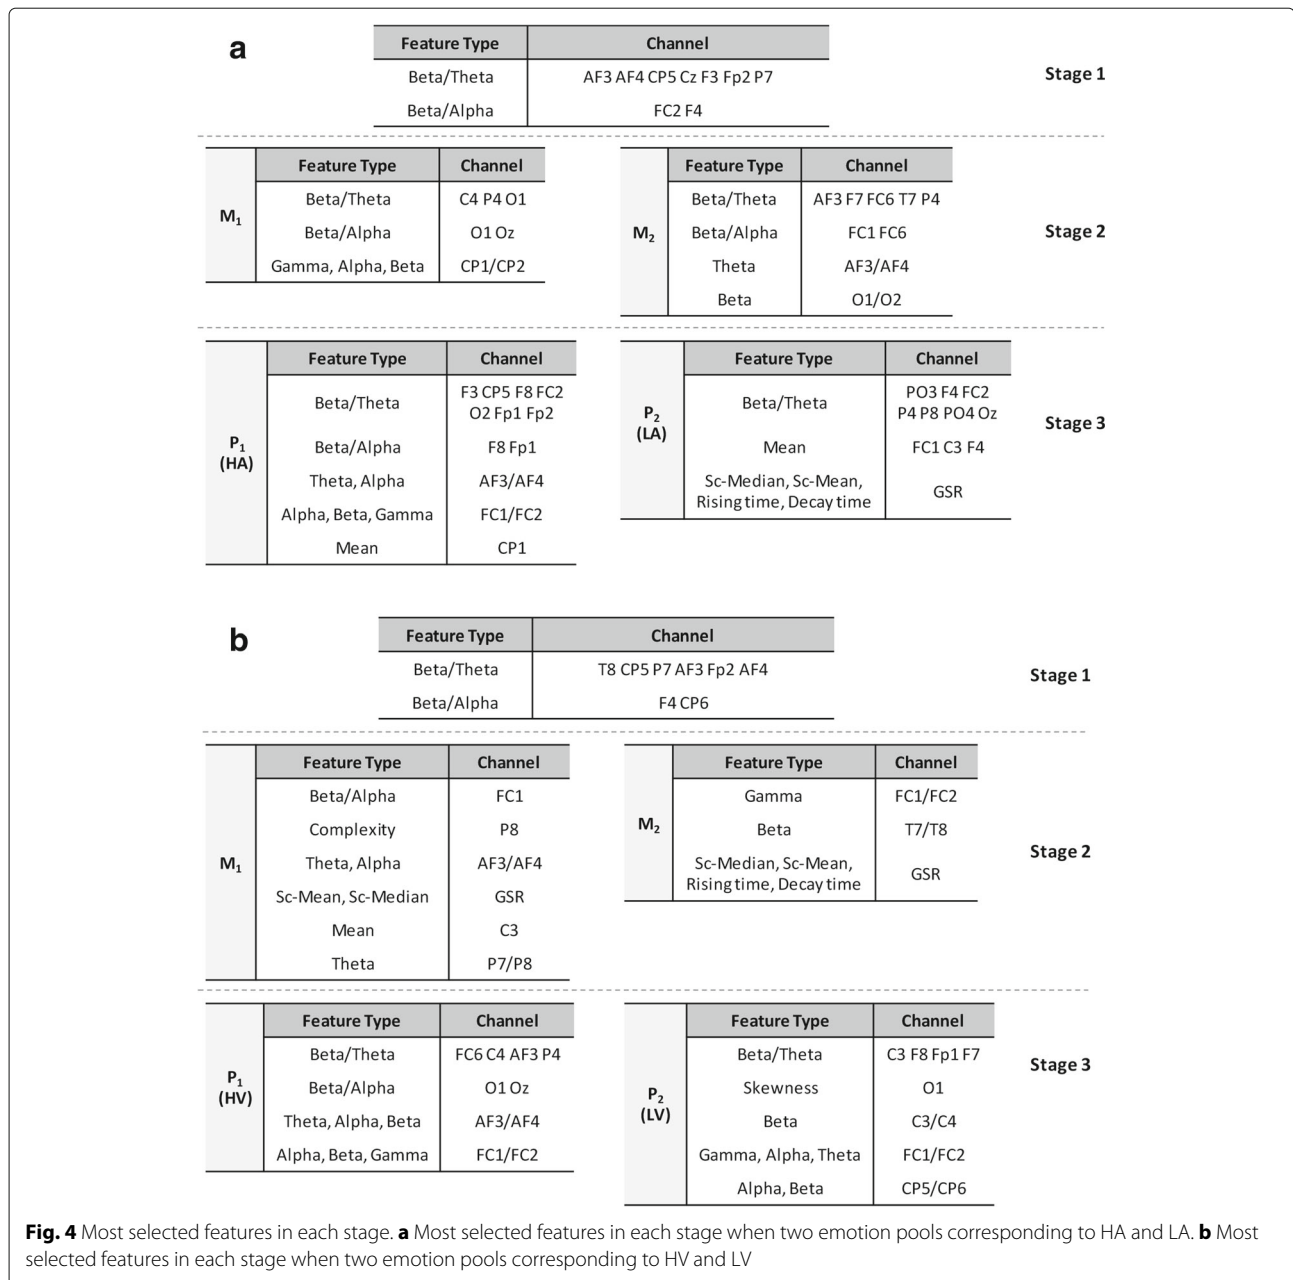 a
Feature Type Channel
Beta/Theta AF3 AF4 CP5 Cz F3 Fp2 P7
Beta/Alpha FC2 F4
Stage 1
M1
Feature Type Channel
Beta/Theta C4 P4 O1
Beta/Alpha O1 Oz
Gamma, Alpha, Beta CP1/CP2
M2
Feature Type Channel
Beta/Theta AF3 F7 FC6 T7 P4
Beta/Alpha FC1 FC6
Theta AF3/AF4
Beta O1/O2
Stage 2
P1
(HA)
Feature Type Channel
Beta/Theta F3 CP5 F8 FC2
O2 Fp1 Fp2
Beta/Alpha F8 Fp1
Theta, Alpha AF3/AF4
Alpha, Beta, Gamma FC1/FC2
Mean CP1
P2
(LA)
Feature Type Channel
Beta/Theta PO3 F4 FC2
P4 P8 PO4 Oz
Mean FC1 C3 F4
Sc-Median, Sc-Mean,
Rising time, Decay time GSR
Stage 3
b
Feature Type Channel
Beta/Theta T8 CP5 P7 AF3 Fp2 AF4
Beta/Alpha F4 CP6
Stage 1
M1
Feature Type Channel
Beta/Alpha FC1
Complexity P8
Theta, Alpha AF3/AF4
Sc-Mean, Sc-Median GSR
Mean C3
Theta P7/P8
M2
Feature Type Channel
Gamma FC1/FC2
Beta T7/T8
Sc-Median, Sc-Mean,
Rising time, Decay time GSR
Stage 2
P1
(HV)
Feature Type Channel
Beta/Theta FC6 C4 AF3 P4
Beta/Alpha O1 Oz
Theta, Alpha, Beta AF3/AF4
Alpha, Beta, Gamma FC1/FC2
P2
(LV)
Feature Type Channel
Beta/Theta C3 F8 Fp1 F7
Skewness O1
Beta C3/C4
Gamma, Alpha, Theta FC1/FC2
Alpha, Beta CP5/CP6
Stage 3
Fig. 4 Most selected features in each stage. a Most selected features in each stage when two emotion pools corresponding to HA and LA. b Most
selected features in each stage when two emotion pools corresponding to HV and LV